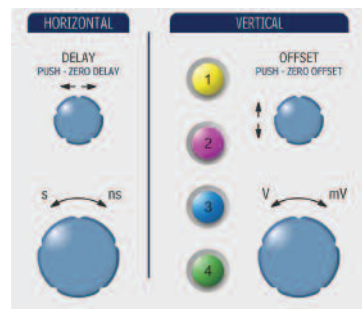 HORIZONTAL
DELAY
PUSH - ZERO DELAY
s ns
VERTICAL
1
2
3
4
OFFSET
PUSH - ZERO OFFSET
V mV